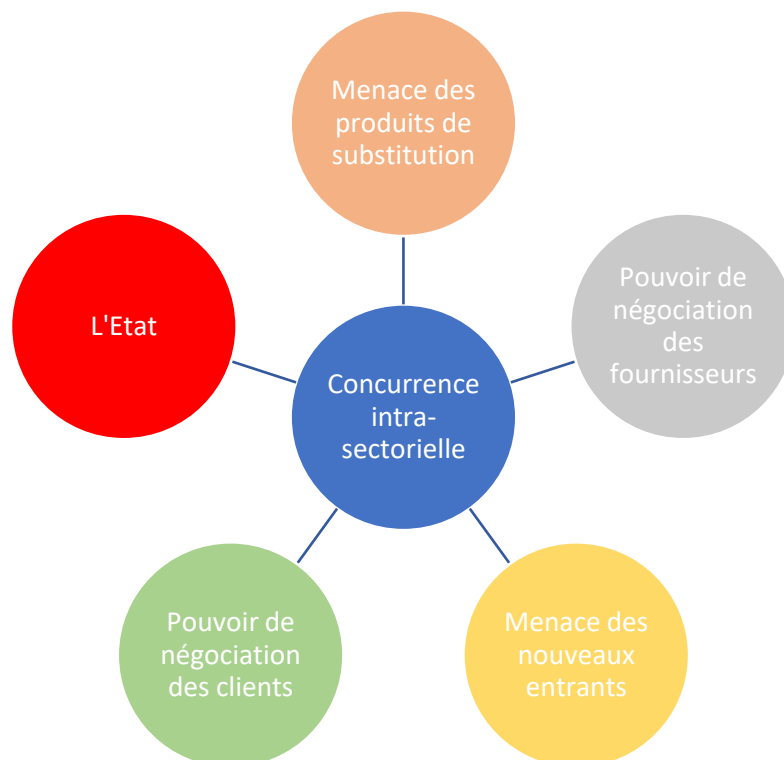 Menace des
produits de
substitution
L'Etat
Pouvoir de
négociation
des
fournisseurs
Concurrence
intra-
sectorielle
Pouvoir de
négociation
des clients
Menace des
nouveaux
entrants